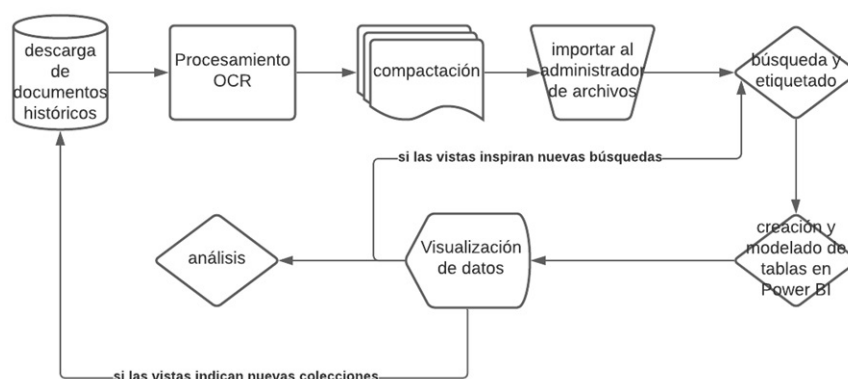 descarga
de
documentos
históricos
Procesamiento
OCR
compactación
importar al
administrador
de archivos
búsqueda y
etiquetado
si las vistas inspiran nuevas búsquedas
análisis
Visualización
de datos
creación y
modelado de
tablas en
Power BI
si las vistas indican nuevas colecciones